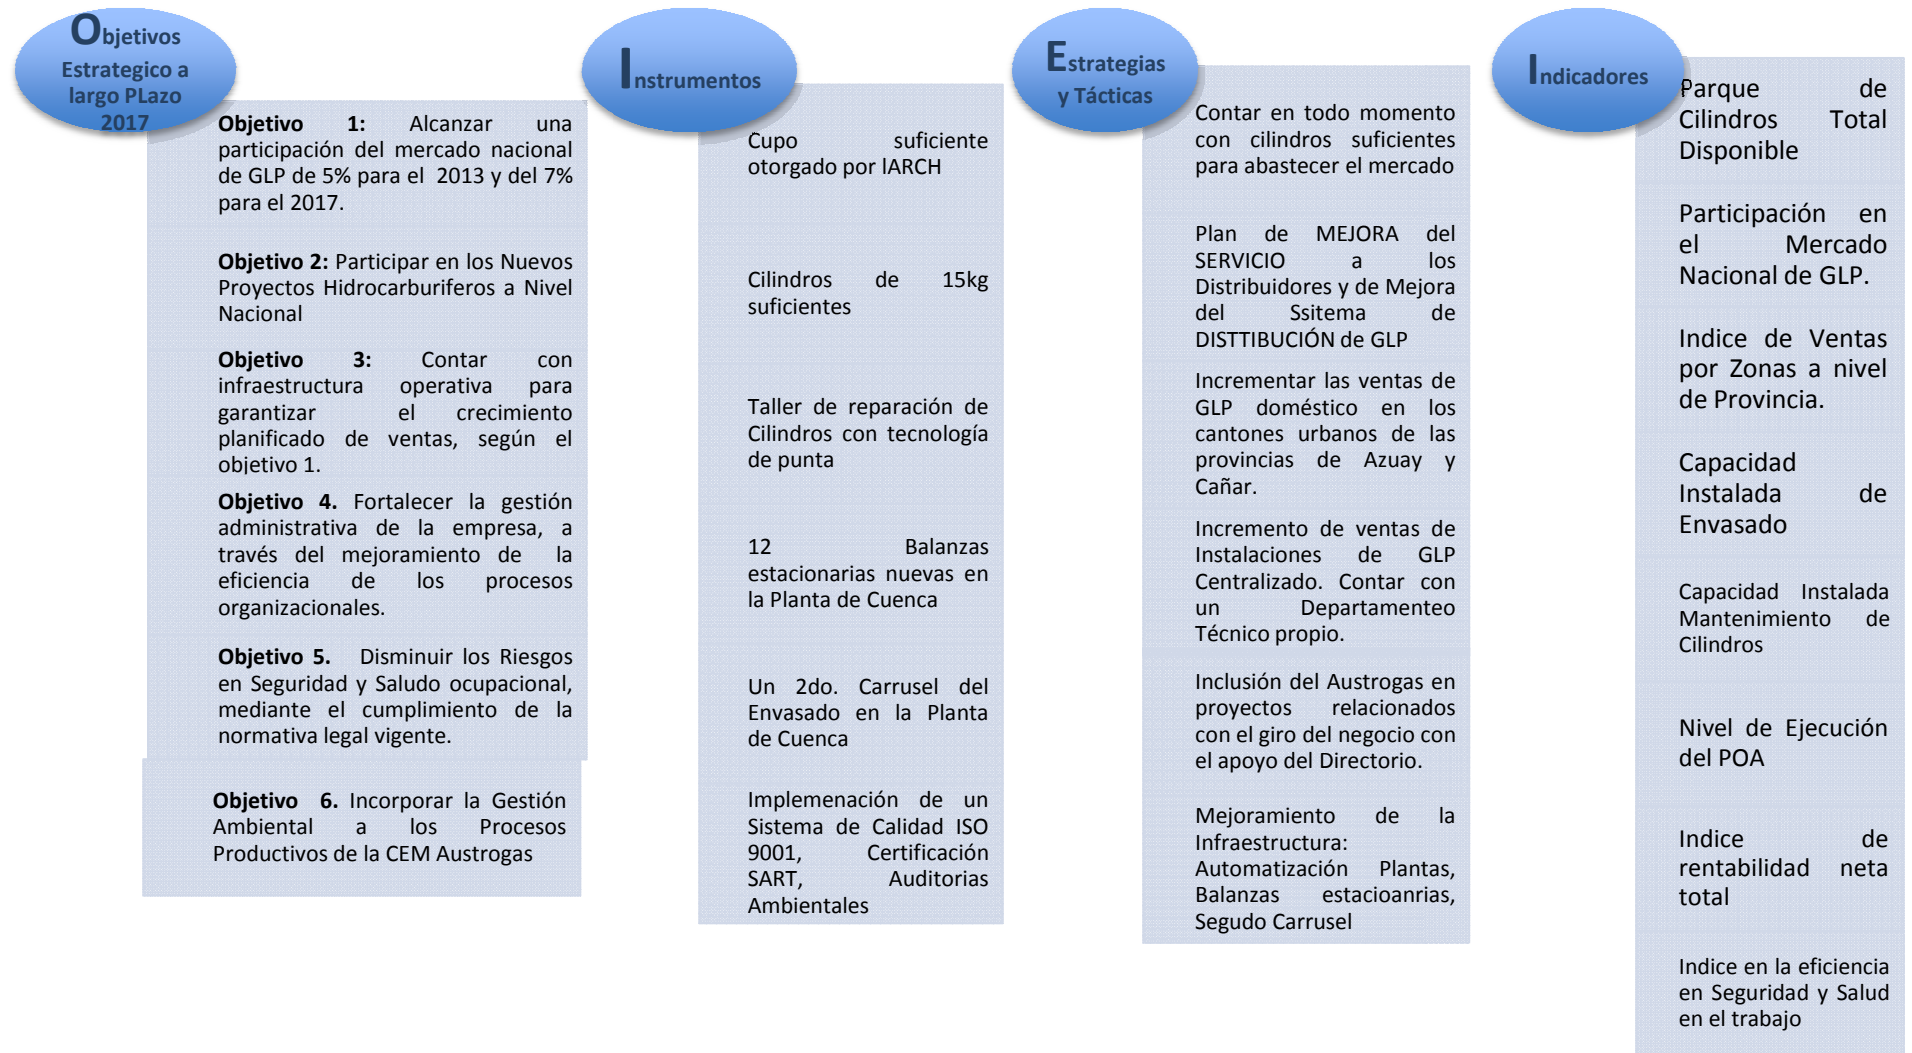 Objetivos
Estrategico a
largo PLazo
2017
Objetivo 1: Alcanzar una
participación del mercado nacional
de GLP de 5% para el 2013 y del 7%
para el 2017.
Objetivo 2: Participar en los Nuevos
Proyectos Hidrocarburiferos a Nivel
Nacional
Objetivo 3: Contar con
infraestructura operativa para
garantizar el crecimiento
planificado de ventas, según el
objetivo 1.
Objetivo 4. Fortalecer la gestión
administrativa de la empresa, a
través del mejoramiento de la
eficiencia de los procesos
organizacionales.
Objetivo 5. Disminuir los Riesgos
en Seguridad y Saludo ocupacional,
mediante el cumplimiento de la
normativa legal vigente.
Objetivo 6. Incorporar la Gestión
Ambiental a los Procesos
Productivos de la CEM Austrogas
Instrumentos
Cupo suficiente
otorgado por lARCH
Cilindros de 15kg
suficientes
Taller de reparación de
Cilindros con tecnología
de punta
12 Balanzas
estacionarias nuevas en
la Planta de Cuenca
Un 2do. Carrusel del
Envasado en la Planta
de Cuenca
Implemenación de un
Sistema de Calidad ISO
9001, Certificación
SART, Auditorias
Ambientales
Estrategias
y Tácticas
Contar en todo momento
con cilindros suficientes
para abastecer el mercado
Plan de MEJORA del
SERVICIO a los
Distribuidores y de Mejora
del Ssitema de
DISTTIBUCIÓN de GLP
Incrementar las ventas de
GLP doméstico en los
cantones urbanos de las
provincias de Azuay y
Cañar.
Incremento de ventas de
Instalaciones de GLP
Centralizado. Contar con
un Departamenteo
Técnico propio.
Inclusión del Austrogas en
proyectos relacionados
con el giro del negocio con
el apoyo del Directorio.
Mejoramiento de la
Infraestructura:
Automatización Plantas,
Balanzas estacioanrias,
Segudo Carrusel
Indicadores
Parque de
Cilindros Total
Disponible
Participación en
el Mercado
Nacional de GLP.
Indice de Ventas
por Zonas a nivel
de Provincia.
Capacidad
Instalada de
Envasado
Capacidad Instalada
Mantenimiento de
Cilindros
Nivel de Ejecución
del POA
Indice de
rentabilidad neta
total
Indice en la eficiencia
en Seguridad y Salud
en el trabajo